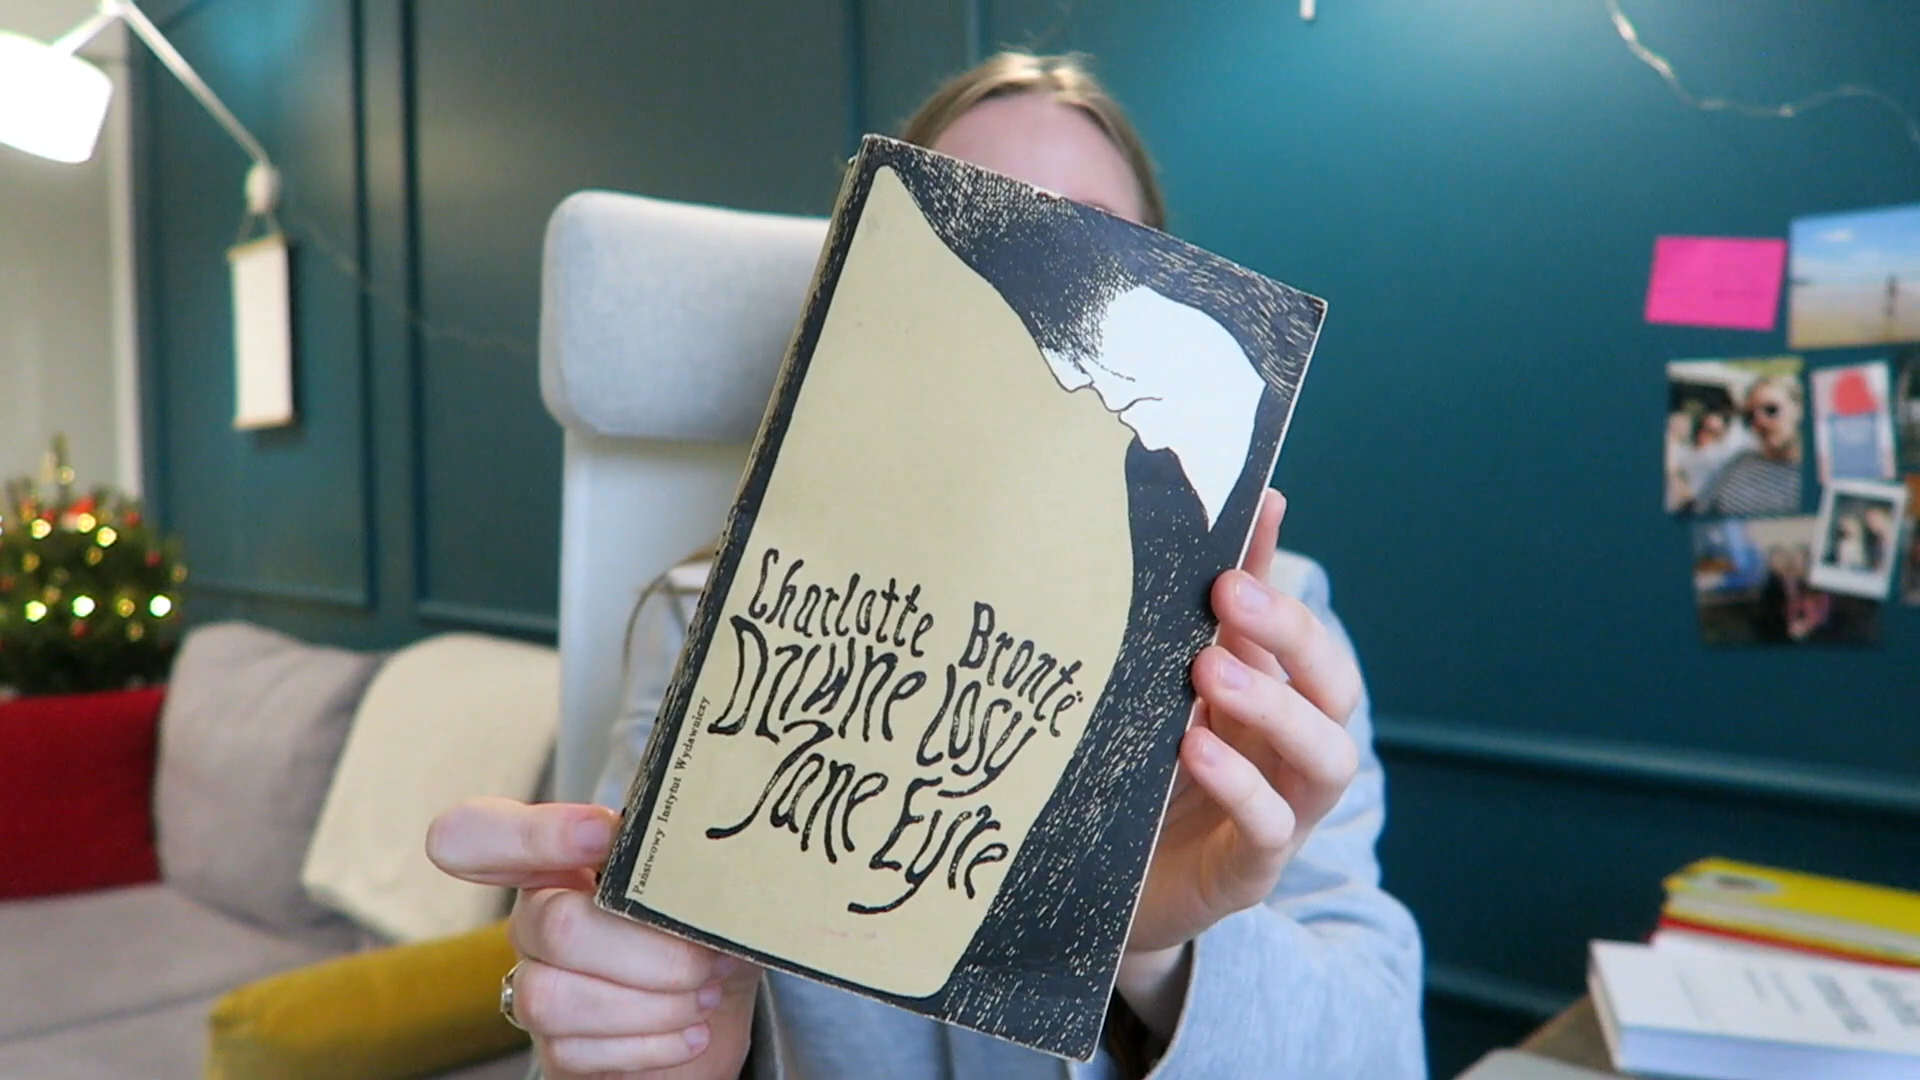 Charlotte Brontë
Dziwne losy
Jane Eyre
Państwowy Instytut Wydawniczy